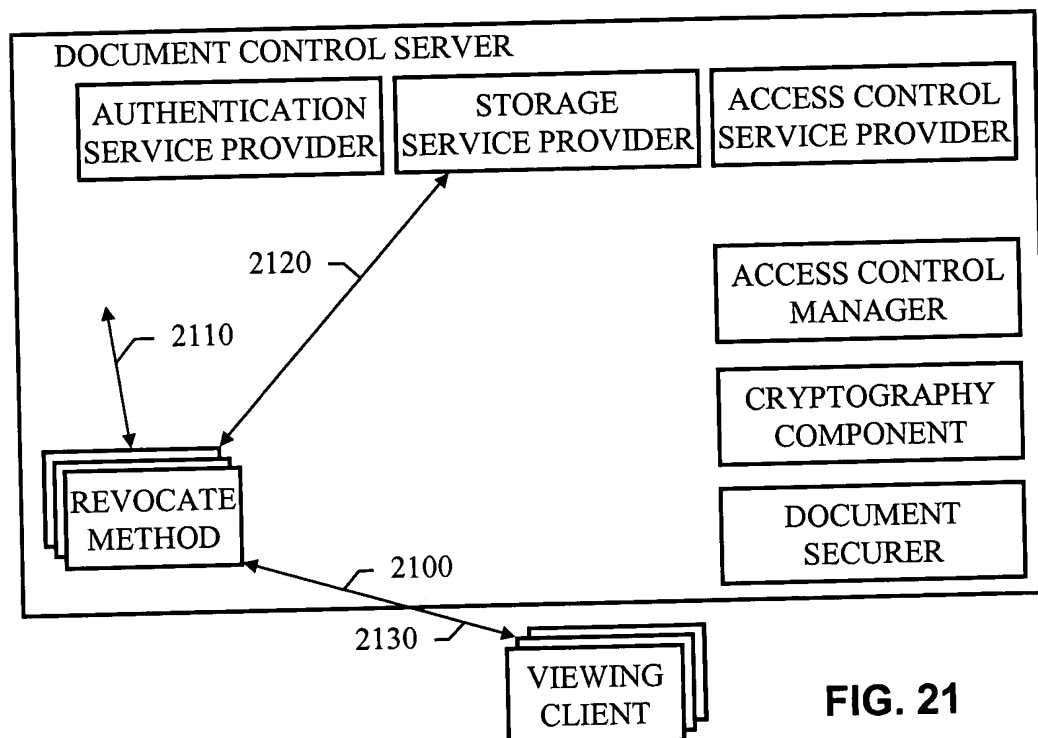 DOCUMENT CONTROL SERVER
AUTHENTICATION
SERVICE PROVIDER
STORAGE
SERVICE PROVIDER
ACCESS CONTROL
SERVICE PROVIDER
2120
ACCESS CONTROL
MANAGER
2110
CRYPTOGRAPHY
COMPONENT
REVOCATE
METHOD
DOCUMENT
SECURER
2100
2130
VIEWING
CLIENT
FIG. 21